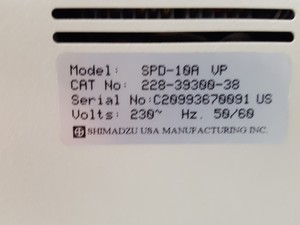 Model: SPD-10A VP
CAT No: 228-39300-38
Serial No:C20993670091 US
Volts: 230~ Hz. 50/60
SHIMADZU USA MANUFACTURING INC.